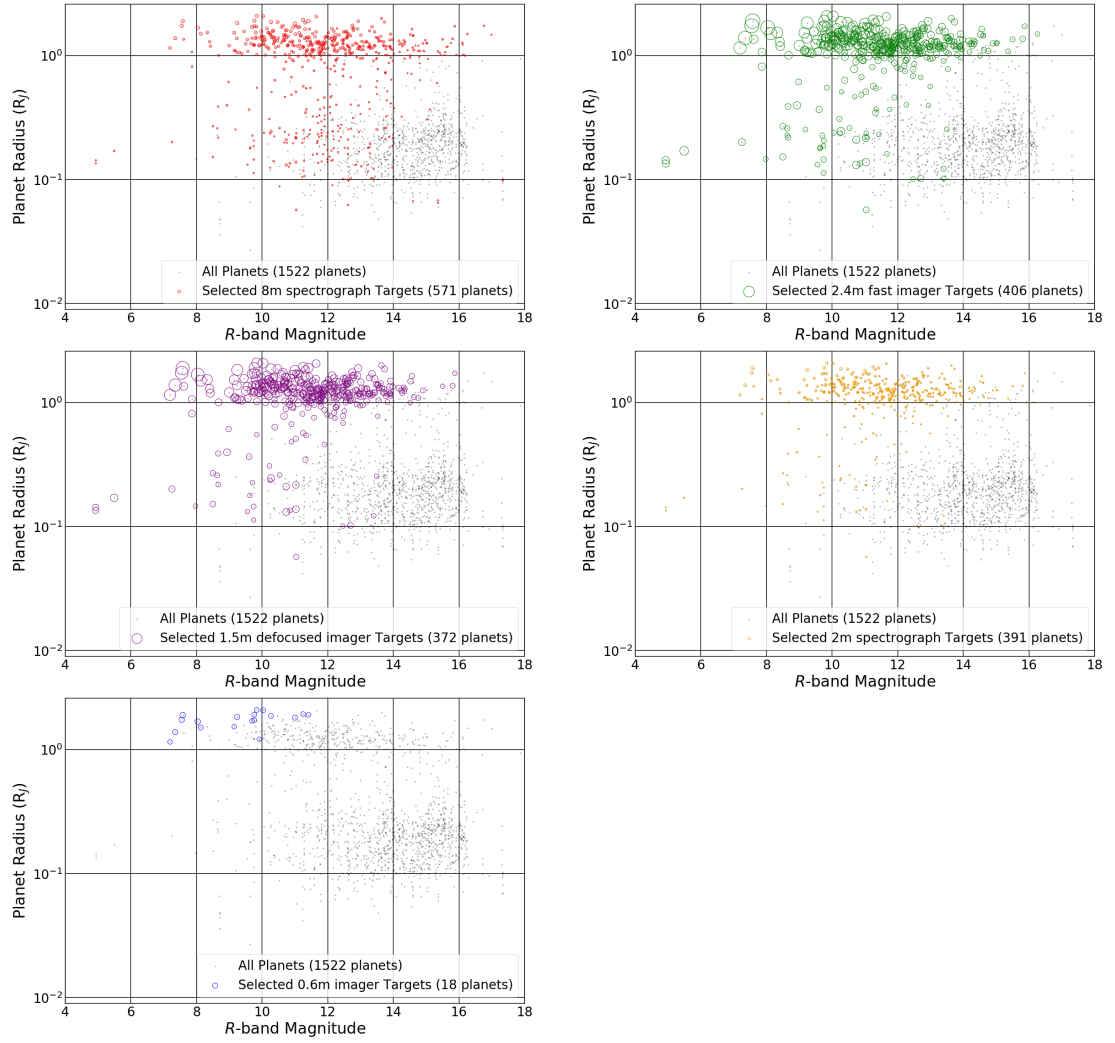 10⁰
10⁻¹
10⁻²
Planet Radius (R_J)
4 6 8 10 12 14 16 18
R-band Magnitude
All Planets (1522 planets)
Selected 8m spectrograph Targets (571 planets)
10⁰
10⁻¹
10⁻²
Planet Radius (R_J)
4 6 8 10 12 14 16 18
R-band Magnitude
All Planets (1522 planets)
Selected 2.4m fast imager Targets (406 planets)
10⁰
10⁻¹
10⁻²
Planet Radius (R_J)
4 6 8 10 12 14 16 18
R-band Magnitude
All Planets (1522 planets)
Selected 1.5m defocused imager Targets (372 planets)
10⁰
10⁻¹
10⁻²
Planet Radius (R_J)
4 6 8 10 12 14 16 18
R-band Magnitude
All Planets (1522 planets)
Selected 2m spectrograph Targets (391 planets)
10⁰
10⁻¹
10⁻²
Planet Radius (R_J)
4 6 8 10 12 14 16 18
R-band Magnitude
All Planets (1522 planets)
Selected 0.6m imager Targets (18 planets)